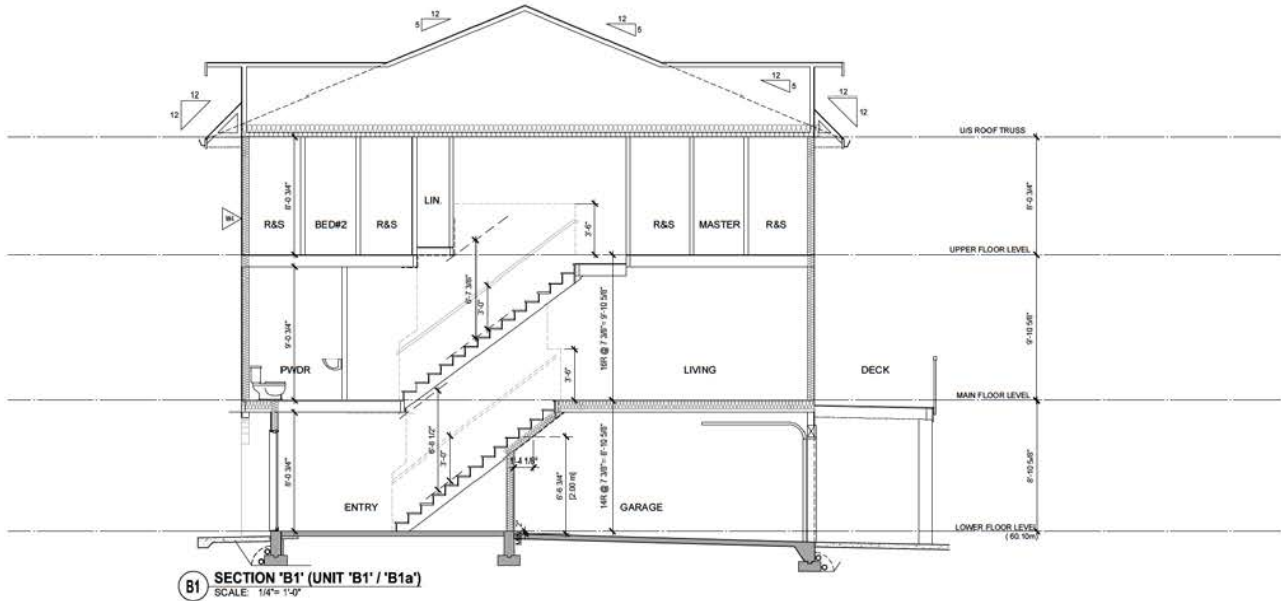 12
5
12
5
12
5
12
12
12
12
U/S ROOF TRUSS
8'-0 3/4"
R&S
BED#2
R&S
LIN.
3'-6"
R&S
MASTER
R&S
8'-0 3/4"
W4
UPPER FLOOR LEVEL
9'-0 3/4"
6'-7 3/8"
3'-0"
16R @ 7 3/8"= 9'-10 5/8"
9'-10 5/8"
PWDR
3'-6"
LIVING
DECK
MAIN FLOOR LEVEL
8'-0 3/4"
6'-8 1/2"
3'-0"
6'-6 3/4"
[2.00 m]
14R @ 7 3/8"= 8'-10 5/8"
8'-10 5/8"
ENTRY
GARAGE
LOWER FLOOR LEVEL
( 60.10m)
B1
SECTION 'B1' (UNIT 'B1' / 'B1a')
SCALE: 1/4"= 1'-0"